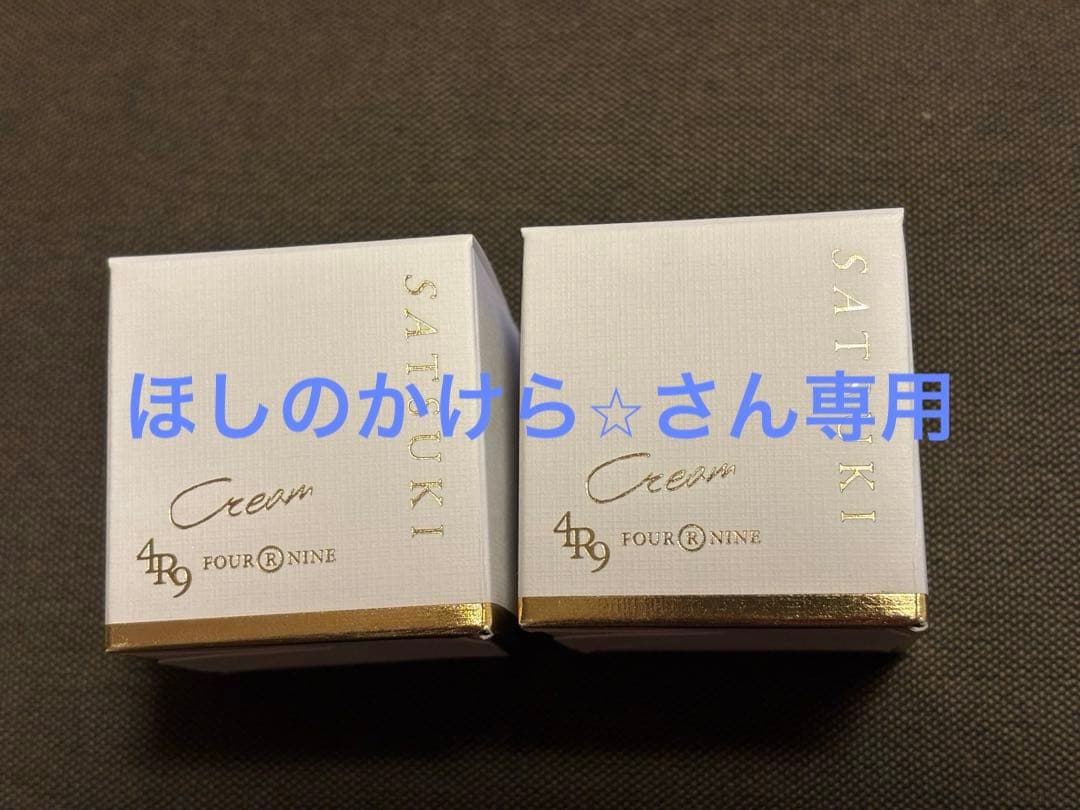 ほしのかけら☆さん専用
SATSUKI
Cream
4R9 FOUR R NINE
SATSUKI
Cream
4R9 FOUR R NINE